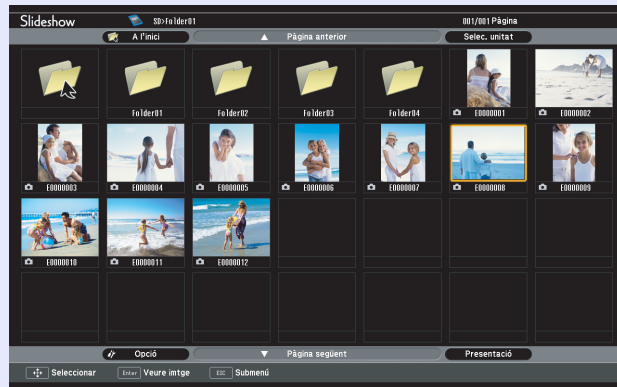 Slideshow SD>Folder01 001/001 Pàgina
A l'inici Pàgina anterior Selec. unitat
Folder01 Folder02 Folder03 Folder04 E0000001 E0000002
E0000003 E0000004 E0000005 E0000006 E0000007 E0000008 E0000009
E0000010 E0000011 E0000012
Opció Pàgina següent Presentació
Seleccionar Enter Veure imtge ESC Submenú